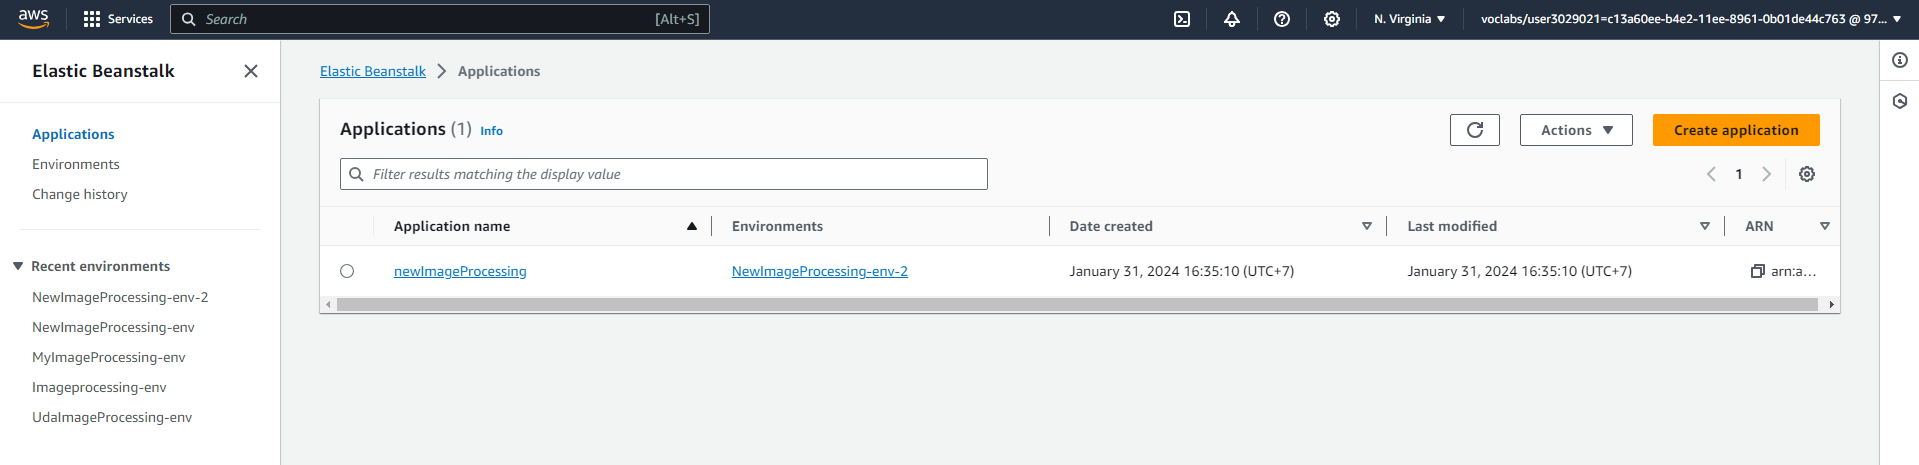 aws Services Search [Alt+S] N. Virginia voclabs/user3029021=c13a60ee-b4e2-11ee-8961-0b01de44c763 @ 97...
Elastic Beanstalk
Applications
Environments
Change history
Recent environments
NewImageProcessing-env-2
NewImageProcessing-env
MyImageProcessing-env
Imageprocessing-env
UdaImageProcessing-env
Elastic Beanstalk Applications
Applications (1) Info Actions Create application
Filter results matching the display value 1
Application name Environments Date created Last modified ARN
newImageProcessing NewImageProcessing-env-2 January 31, 2024 16:35:10 (UTC+7) January 31, 2024 16:35:10 (UTC+7) arn:a...